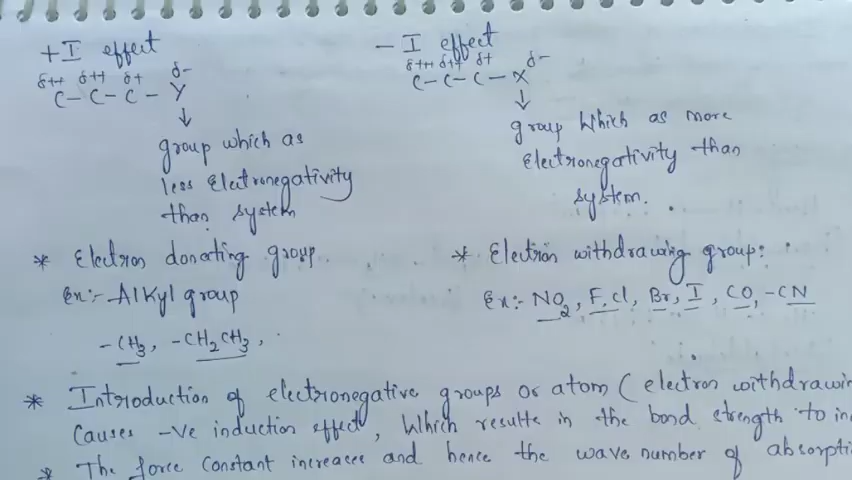 +I effect
δ++ δ++ δ+ δ-
C-C-C-Y
↓
group which as
less Electronegativity
than system
* Electron donating group
Ex:- Alkyl group
-CH3, -CH2CH3,
-I effect
δ++ δ++ δ+ δ-
C-C-C-X
↓
group Which as more
Electronegativity than
system.
* Electron withdrawing group:
Ex:- NO2, F, Cl, Br, I, CO, -CN
* Introduction of electronegative groups or atom (electron withdrawin
Causes -ve induction effect, Which results in the bond strength to in
* The force constant increases and hence the wave number of absorpti